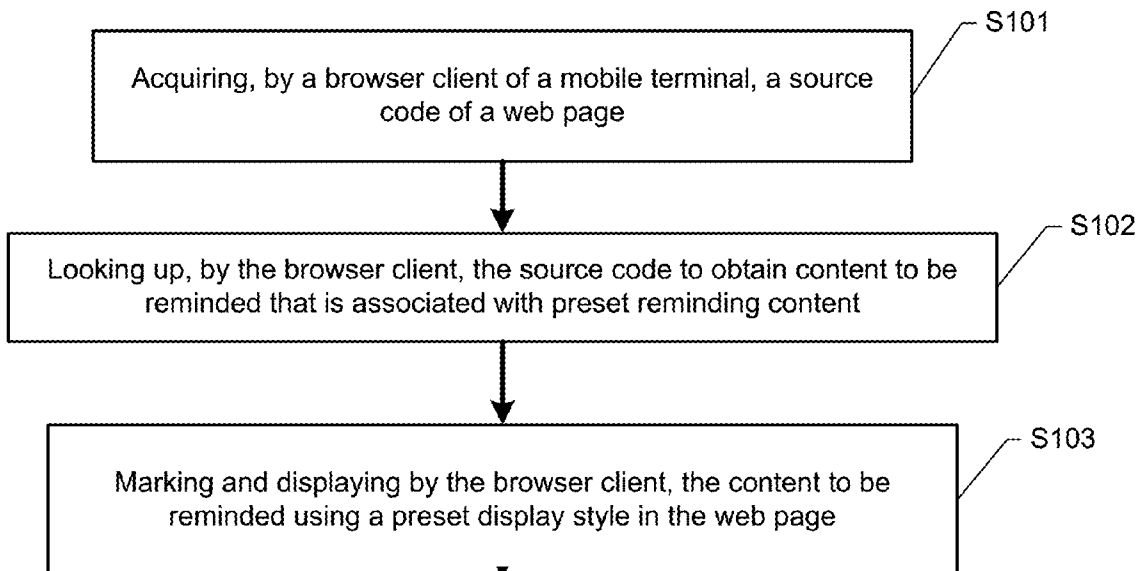 S101
Acquiring, by a browser client of a mobile terminal, a source
code of a web page
S102
Looking up, by the browser client, the source code to obtain content to be
reminded that is associated with preset reminding content
S103
Marking and displaying by the browser client, the content to be
reminded using a preset display style in the web page